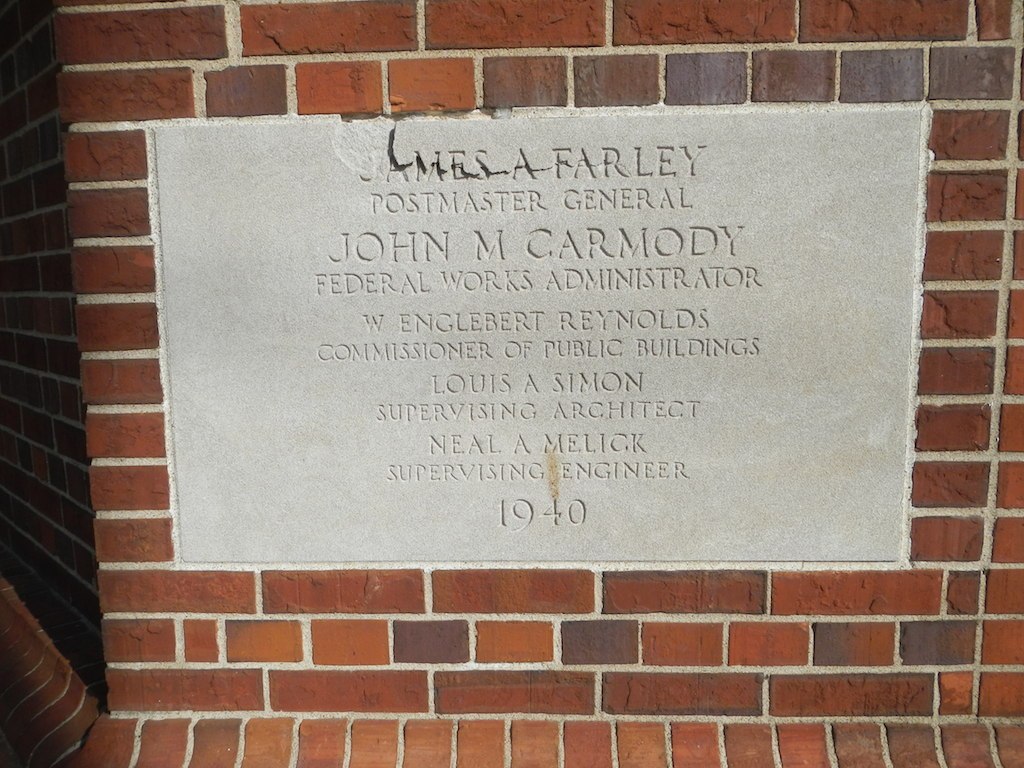 JAMES A FARLEY
POSTMASTER GENERAL
JOHN M CARMODY
FEDERAL WORKS ADMINISTRATOR
W ENGLEBERT REYNOLDS
COMMISSIONER OF PUBLIC BUILDINGS
LOUIS A SIMON
SUPERVISING ARCHITECT
NEAL A MELICK
SUPERVISING ENGINEER
1940